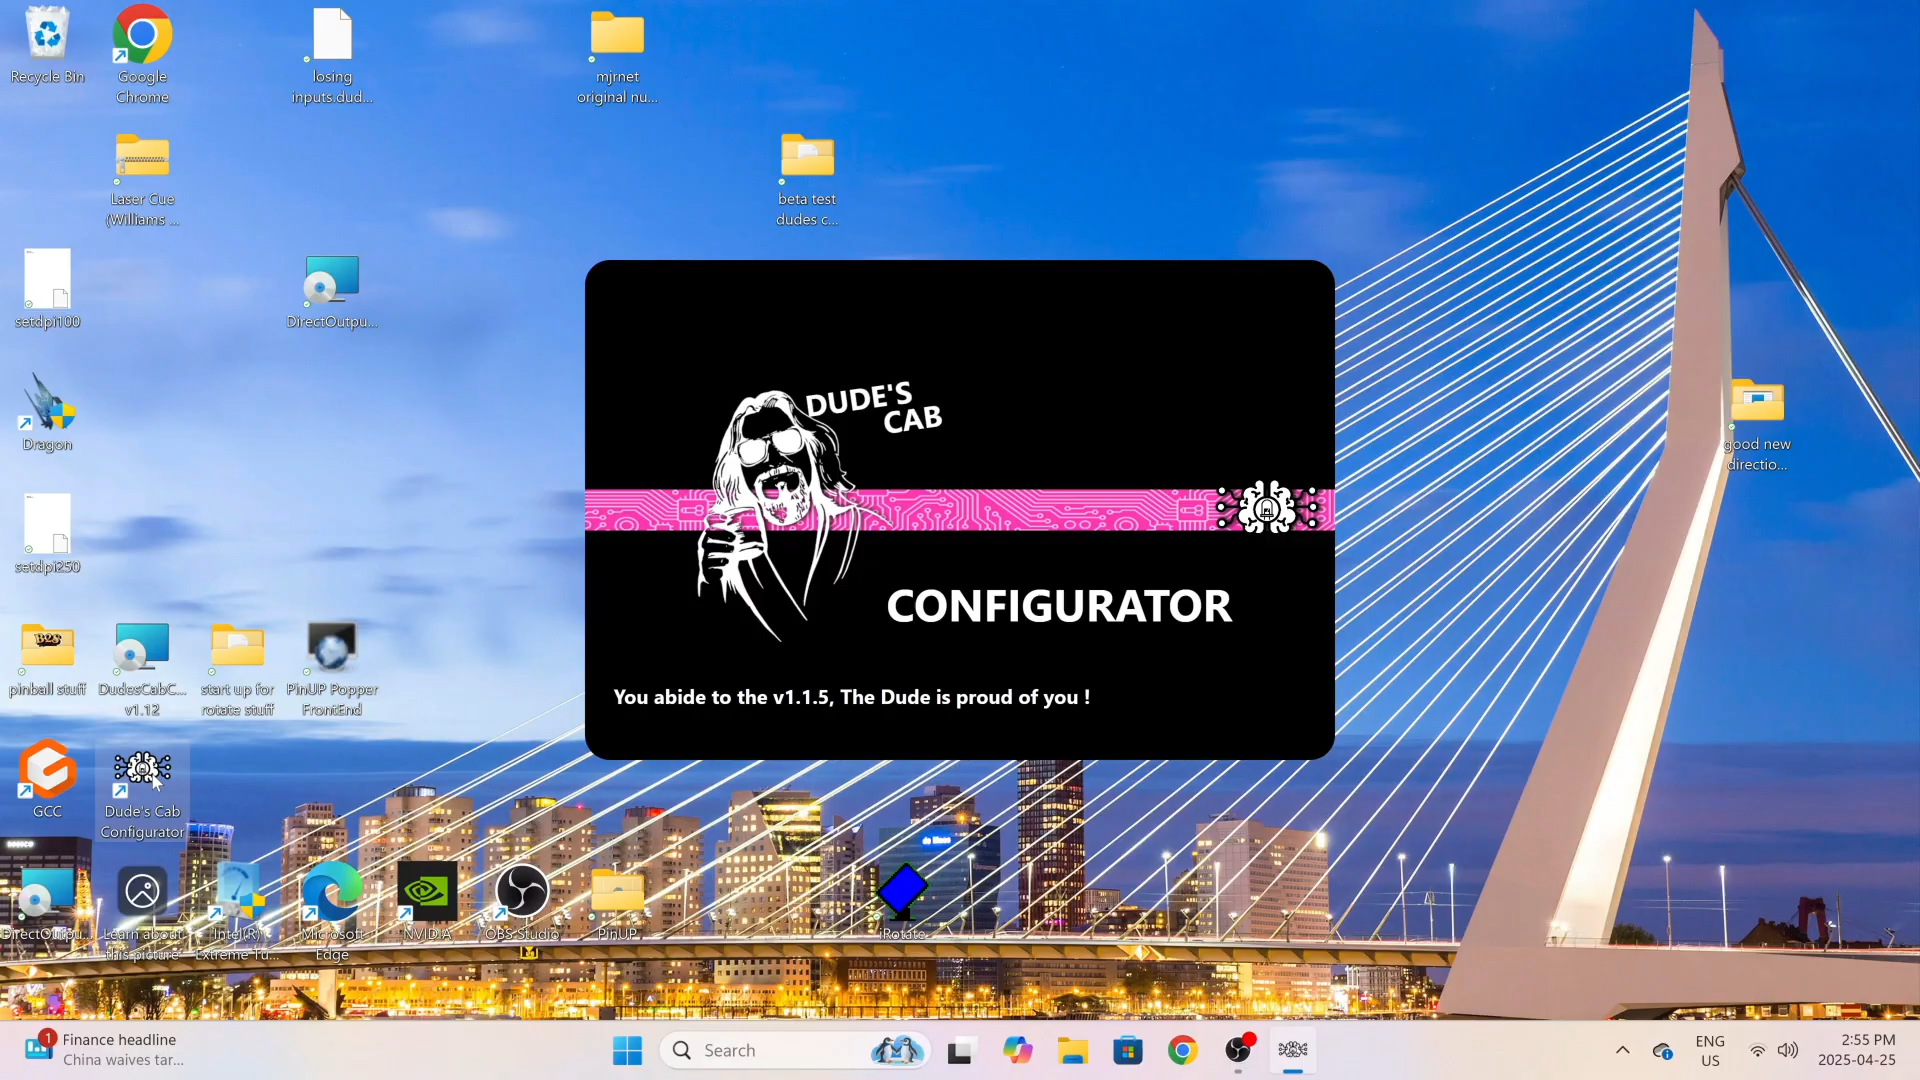 Recycle Bin
Google
Chrome
losing
inputs.dud...
mjrnet
original nu...
Laser Cue
(Williams ...
beta test
dudes c...
setdpi100
DirectOutpu...
Dragon
good new
directio...
setdpi250
DUDE'S
CAB
CONFIGURATOR
You abide to the v1.1.5, The Dude is proud of you !
B2S
pinball stuff
DudesCabC...
v1.12
start up for
rotate stuff
PinUP Popper
FrontEnd
GCC
Dude's Cab
Configurator
DirectOutpu...
Learn about
this picture
Intel(R)
Extreme Tu...
Microsoft
Edge
NVIDIA
OBS Studio
PinUP
iRotate
1
Finance headline
China waives tar...
Search
ENG
US
2:55 PM
2025-04-25